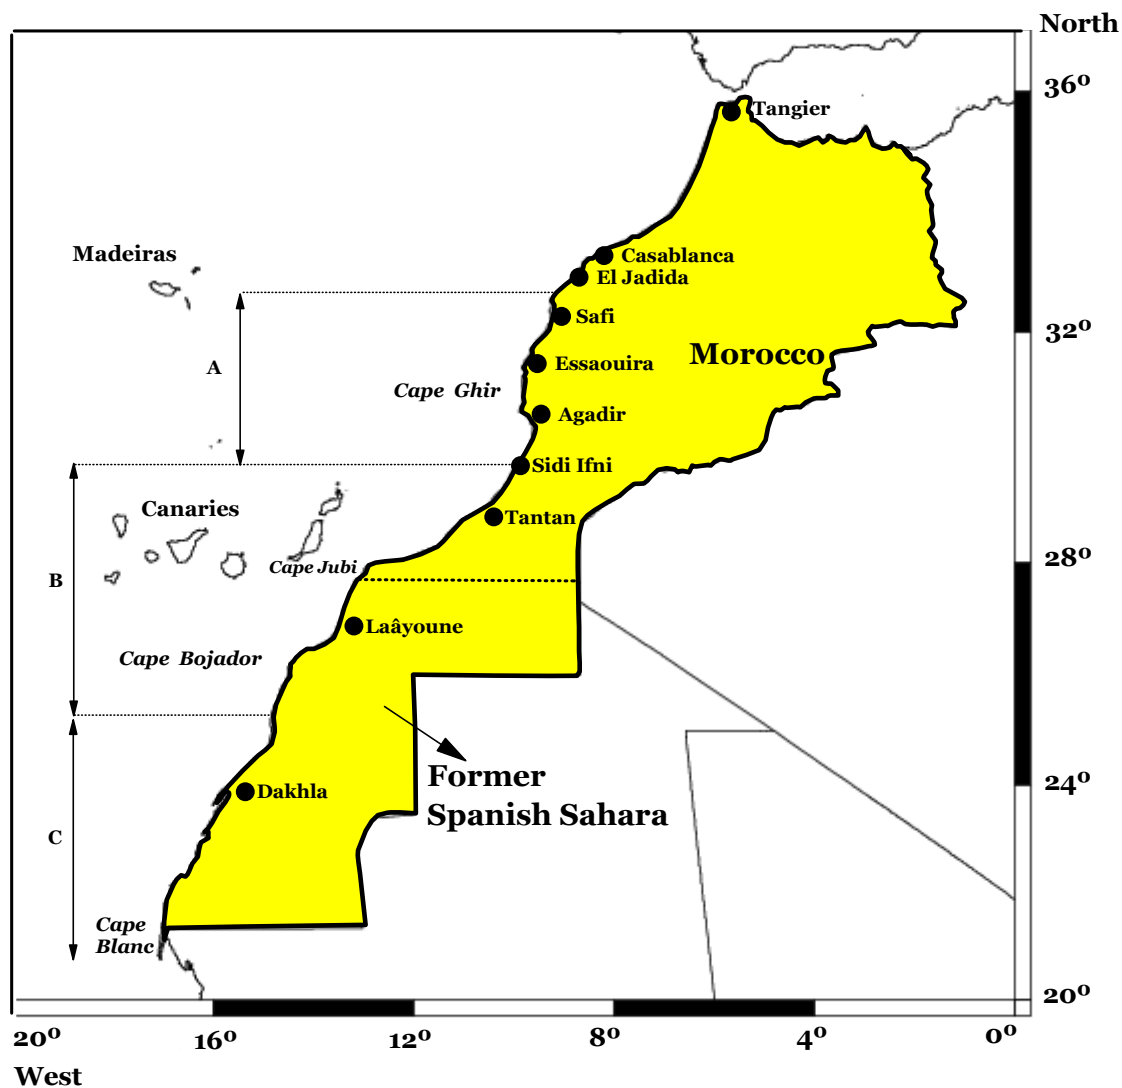 North
36º
Tangier
Madeiras
Casablanca
El Jadida
Safi
32º
Morocco
Essaouira
A
Cape Ghir
Agadir
Sidi Ifni
Canaries
Tantan
28º
Cape Jubi
B
Laâyoune
Cape Bojador
Former
Spanish Sahara
24º
Dakhla
C
Cape
Blanc
20º
20º
16º
12º
8º
4º
0º
West